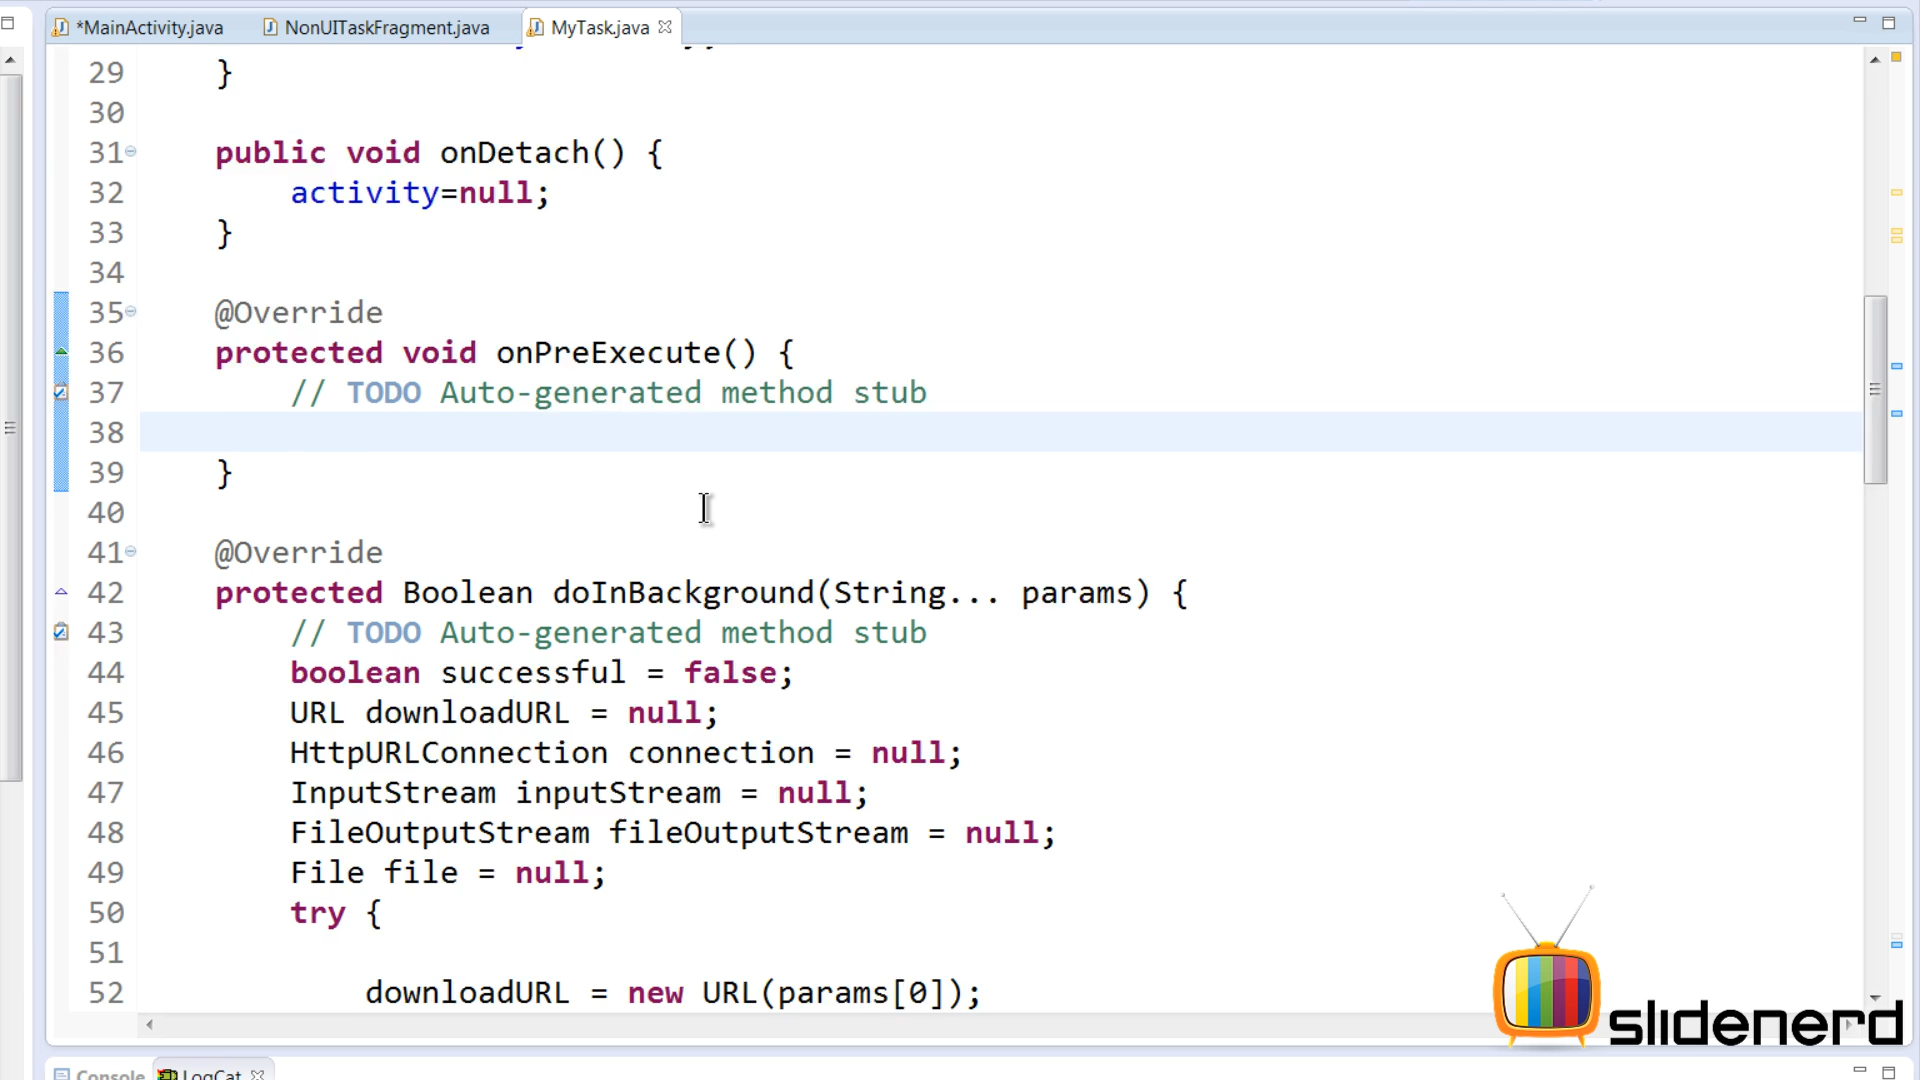 *MainActivity.java NonUITaskFragment.java MyTask.java
29 }
30
31 public void onDetach() {
32 activity=null;
33 }
34
35 @Override
36 protected void onPreExecute() {
37 // TODO Auto-generated method stub
38
39 }
40
41 @Override
42 protected Boolean doInBackground(String... params) {
43 // TODO Auto-generated method stub
44 boolean successful = false;
45 URL downloadURL = null;
46 HttpURLConnection connection = null;
47 InputStream inputStream = null;
48 FileOutputStream fileOutputStream = null;
49 File file = null;
50 try {
51
52 downloadURL = new URL(params[0]);
slidenerd
Console LogCat